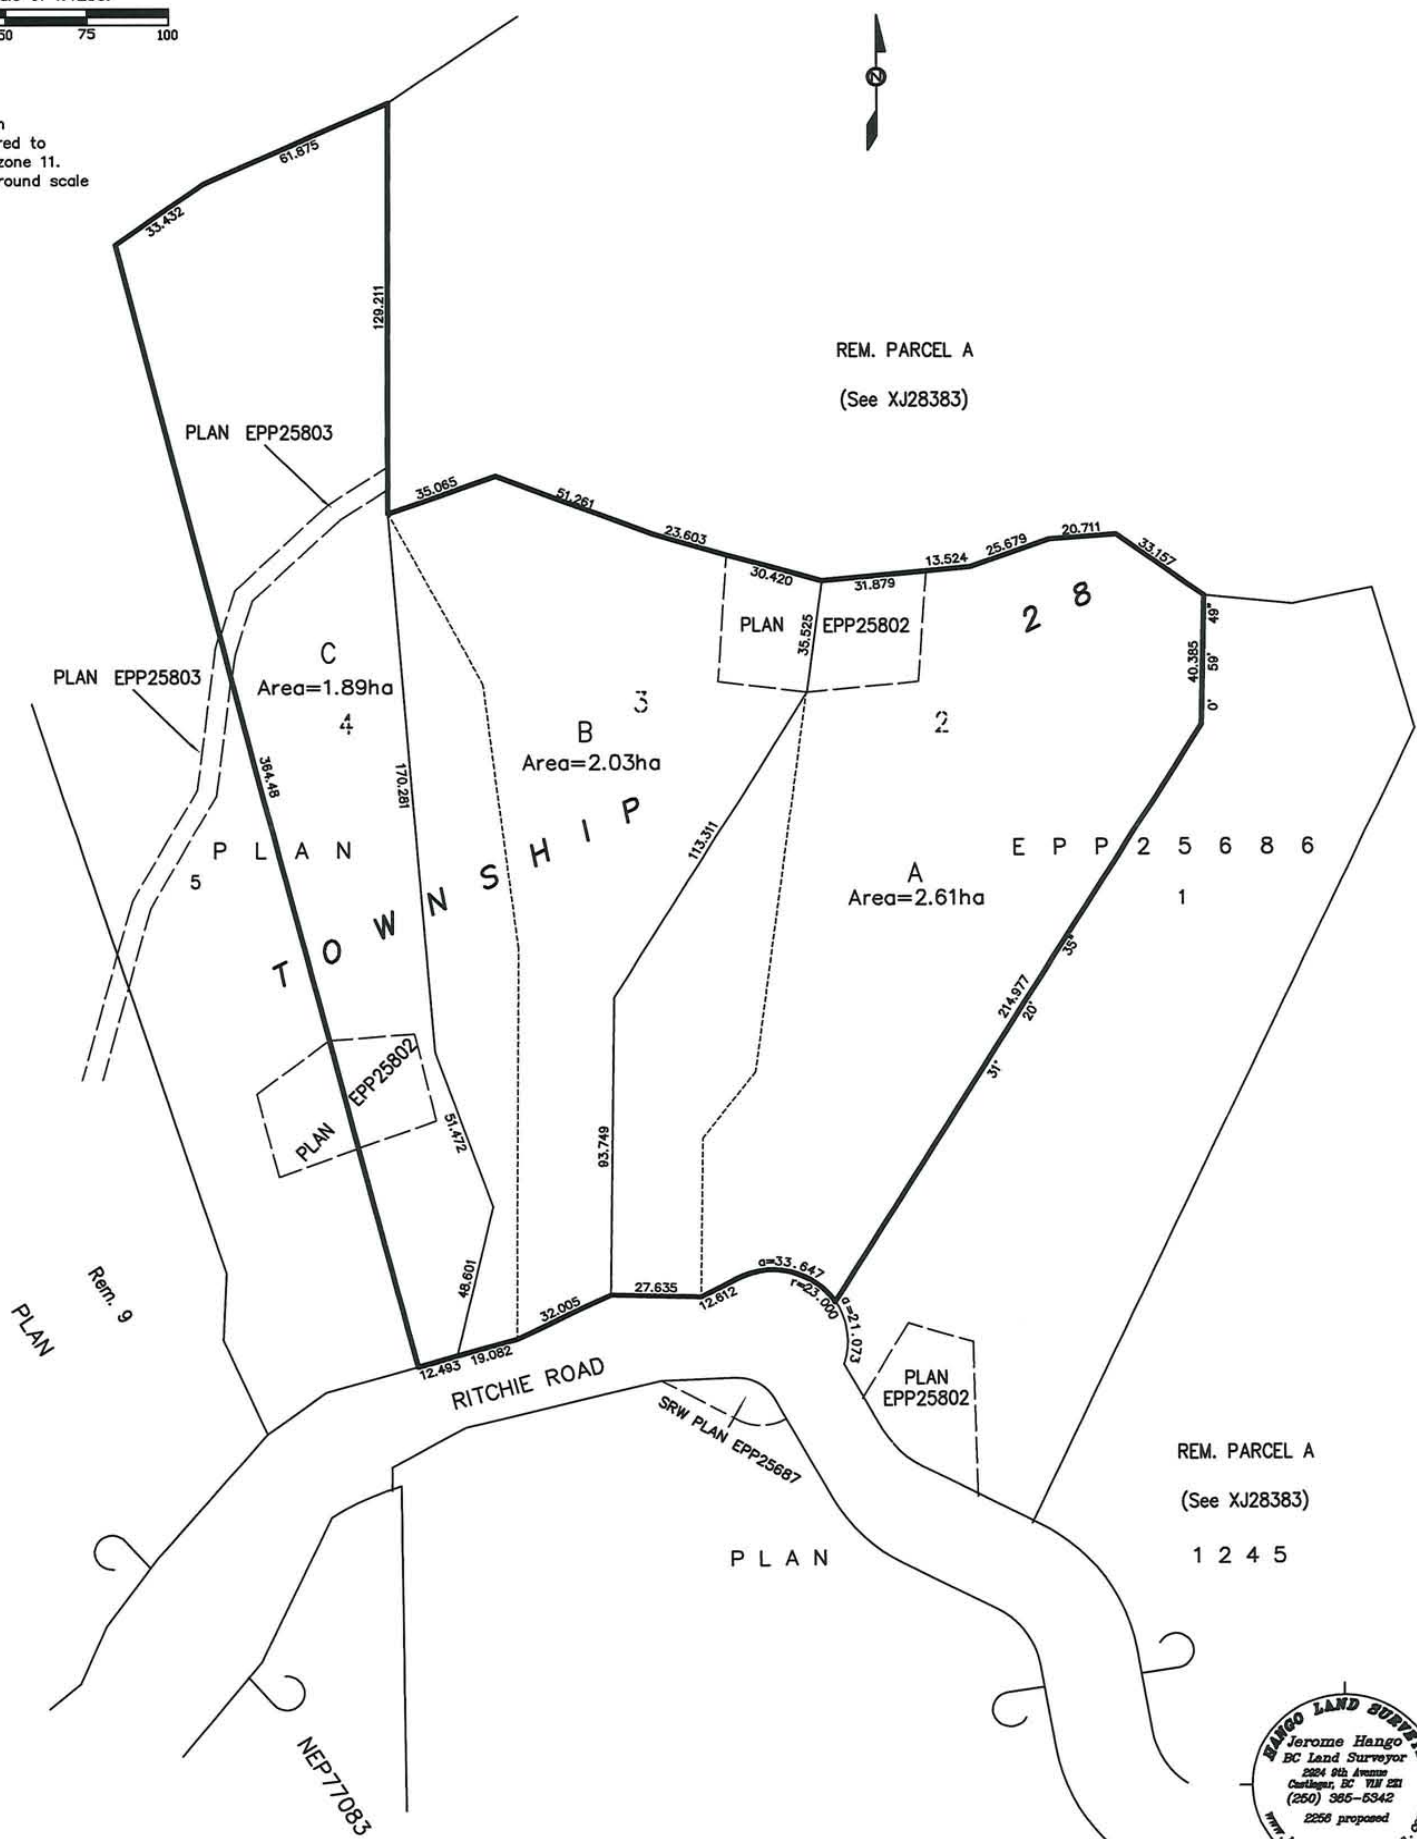 50 75 100
red to
zone 11.
round scale
61.875
33.432
129.211
REM. PARCEL A
(See XJ28383)
PLAN EPP25803
35.065
51.261
23.603
30.420
31.879
13.524
25.679
20.711
33.157
2 8
49"
59'
0°
40.385
PLAN EPP25802
35.525
C
Area=1.89ha
4
PLAN EPP25803
3
B
Area=2.03ha
2
364.48
170.281
113.311
T O W N S H I P
P L A N
5
E P P 2 5 6 8 6
1
A
Area=2.61ha
35"
214.977
20'
31°
PLAN EPP25802
51.472
93.749
48.601
Rem. 9
PLAN
12.493
19.082
32.005
27.635
12.612
a=33.647
r=23.000
a=21.073
RITCHIE ROAD
SRW PLAN EPP25687
PLAN
EPP25802
REM. PARCEL A
(See XJ28383)
1 2 4 5
P L A N
NEP77083
HANGO LAND
Jerome Hango
BC Land Surveyor
2924 9th Avenue
Castlegar, BC
(250) 365-5342
2256 proposed